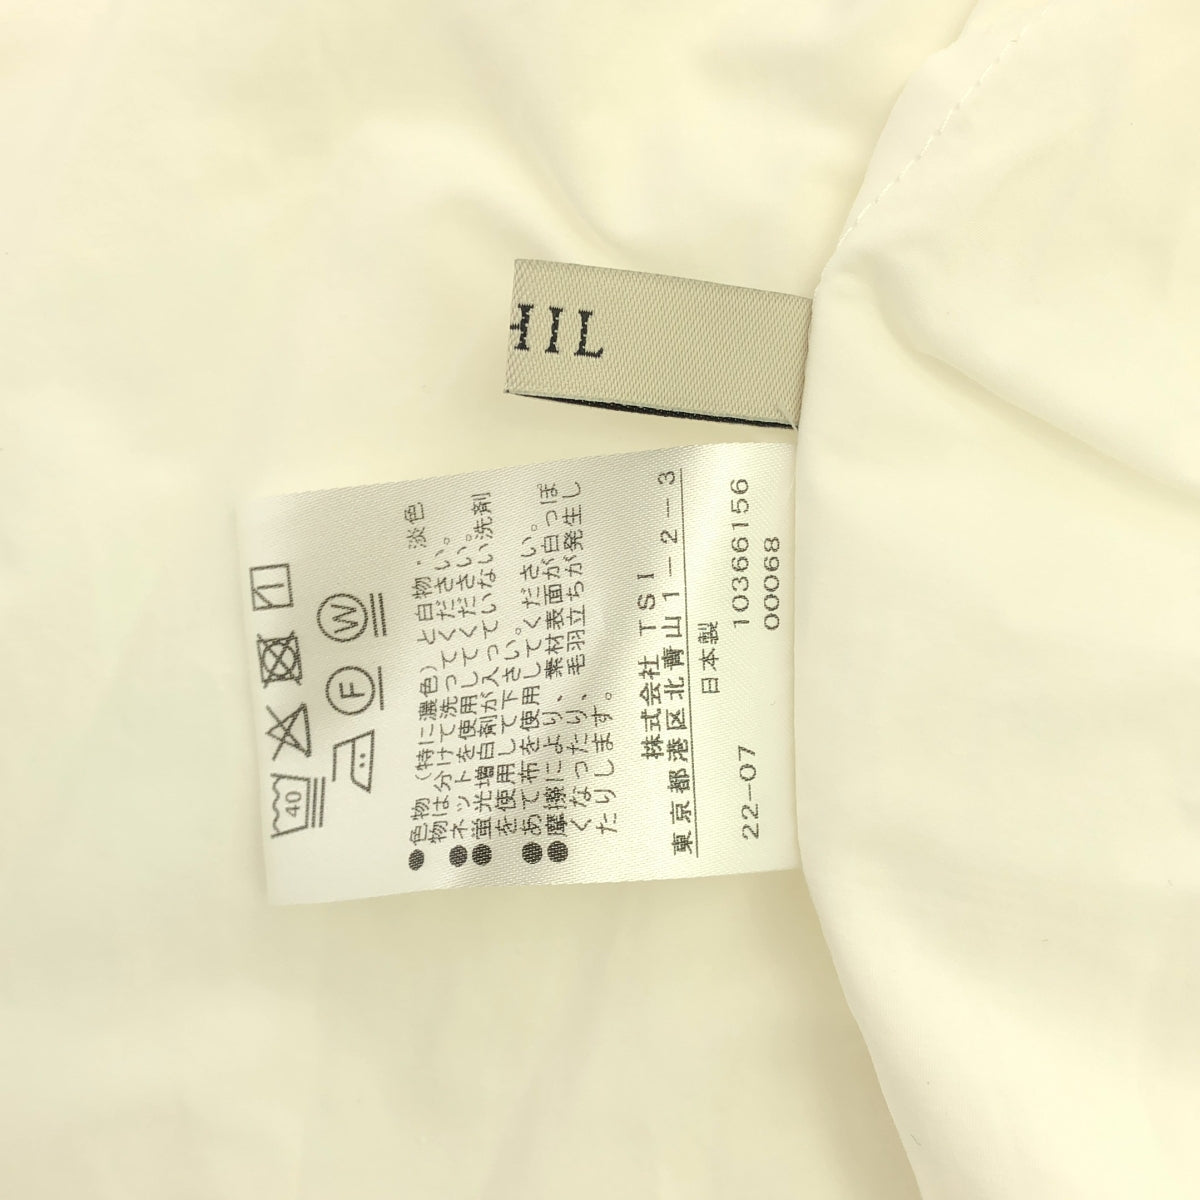 HIL
40
W
F
●色物(特に濃色)と白物・淡色
物は分けて洗ってください。
●ネットを使用してください。
●蛍光増白剤が入っていない洗剤
を使用して下さい。
●あて布を使用してください。
●摩擦により、素材表面が白っぽ
くなったり、毛羽立ちが発生し
たりします。
株式会社 TSI
東京都港区北青山1-2-3
日本製
22-07 10366156
00068